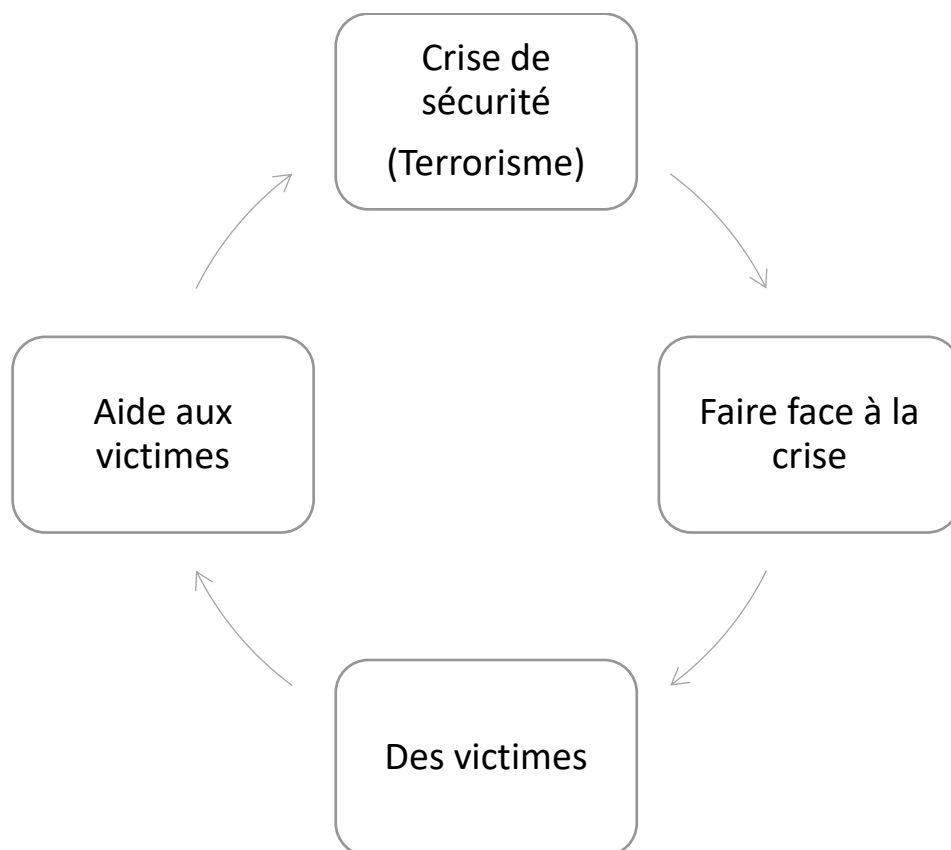 Crise de
sécurité
(Terrorisme)
Aide aux
victimes
Faire face à la
crise
Des victimes